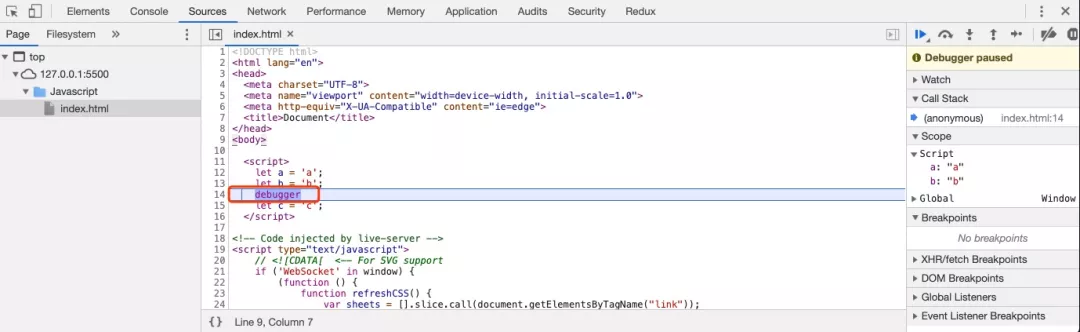 Elements Console Sources Network Performance Memory Application Audits Security Redux
Page Filesystem »
index.html ×
Debugger paused
top
127.0.0.1:5500
Javascript
index.html
1 <!DOCTYPE html>
2 <html lang="en">
3 <head>
4 <meta charset="UTF-8">
5 <meta name="viewport" content="width=device-width, initial-scale=1.0">
6 <meta http-equiv="X-UA-Compatible" content="ie=edge">
7 <title>Document</title>
8 </head>
9 <body>
10
11 <script>
12 let a = 'a';
13 let b = 'b';
14 debugger
15 let c = 'c';
16 </script>
17
18 <!-- Code injected by live-server -->
19 <script type="text/javascript">
20 // <![CDATA[ <-- For SVG support
21 if ('WebSocket' in window) {
22 (function () {
23 function refreshCSS() {
24 var sheets = [].slice.call(document.getElementsByTagName("link"));
{} Line 9, Column 7
Watch
Call Stack
(anonymous) index.html:14
Scope
Script
a: "a"
b: "b"
Global Window
Breakpoints
No breakpoints
XHR/fetch Breakpoints
DOM Breakpoints
Global Listeners
Event Listener Breakpoints